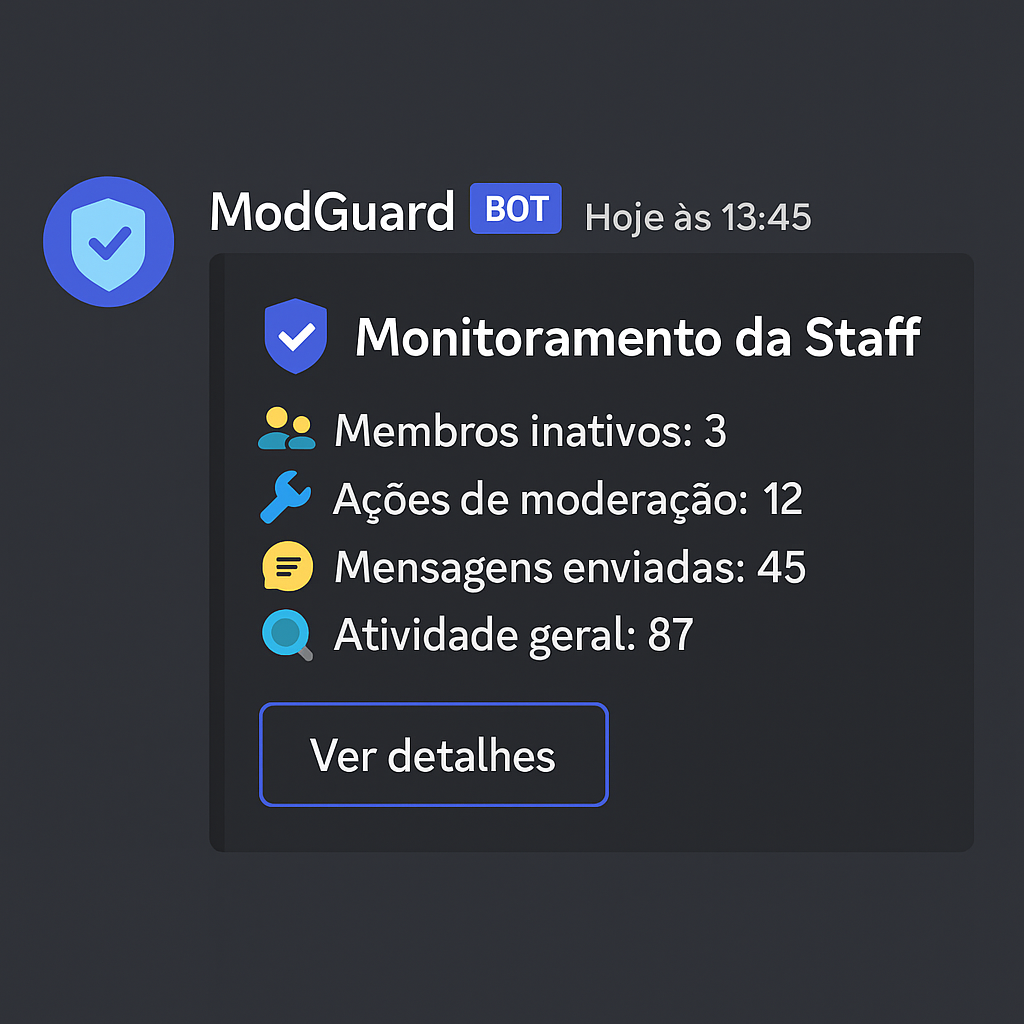 ModGuard BOT Hoje às 13:45
Monitoramento da Staff
Membros inativos: 3
Ações de moderação: 12
Mensagens enviadas: 45
Atividade geral: 87
Ver detalhes